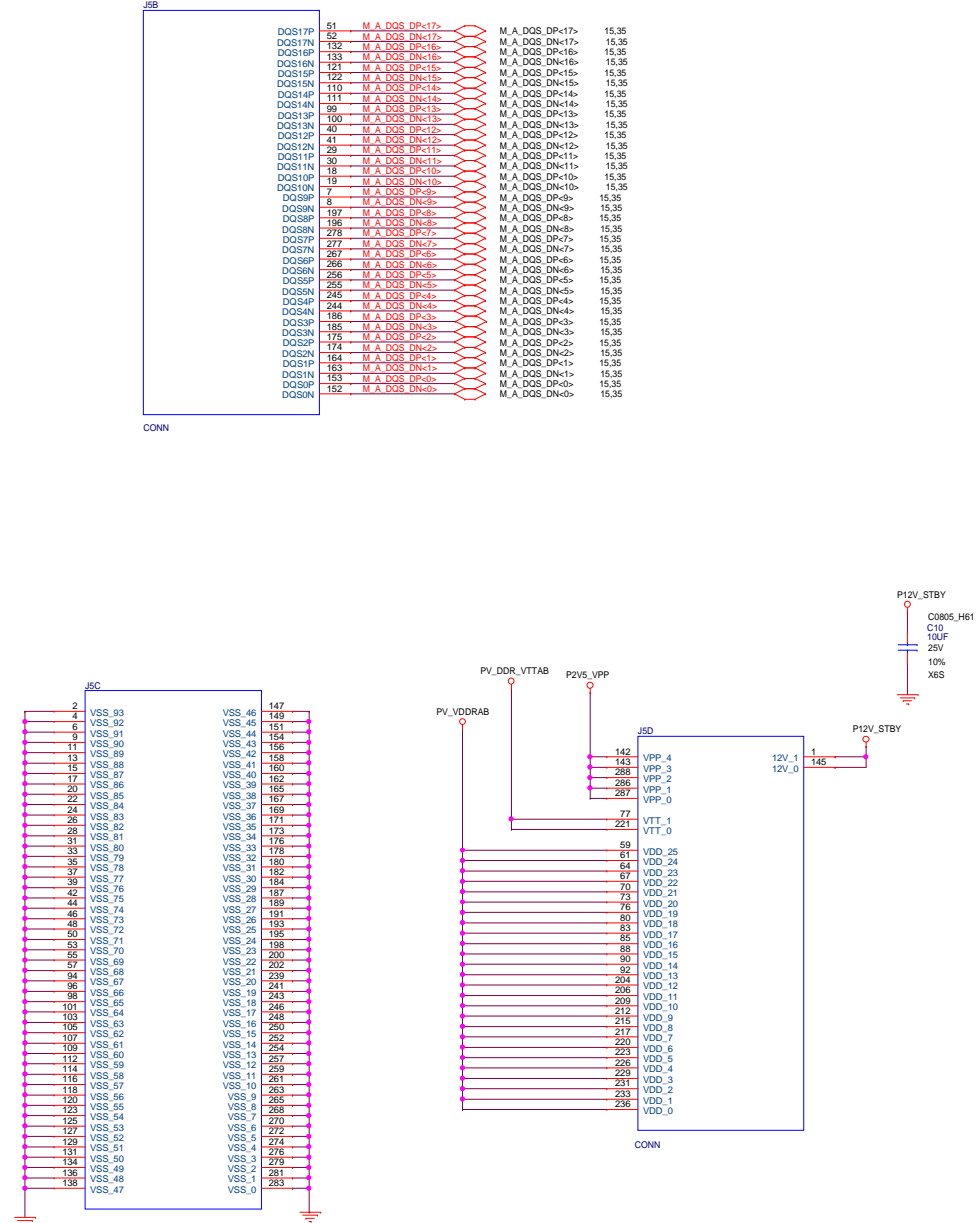 J5B
DQS17P 51 M_A_DQS_DP<17> M_A_DQS_DP<17> 15,35
DQS17N 52 M_A_DQS_DN<17> M_A_DQS_DN<17> 15,35
DQS16P 132 M_A_DQS_DP<16> M_A_DQS_DP<16> 15,35
DQS16N 133 M_A_DQS_DN<16> M_A_DQS_DN<16> 15,35
DQS15P 121 M_A_DQS_DP<15> M_A_DQS_DP<15> 15,35
DQS15N 122 M_A_DQS_DN<15> M_A_DQS_DN<15> 15,35
DQS14P 110 M_A_DQS_DP<14> M_A_DQS_DP<14> 15,35
DQS14N 111 M_A_DQS_DN<14> M_A_DQS_DN<14> 15,35
DQS13P 99 M_A_DQS_DP<13> M_A_DQS_DP<13> 15,35
DQS13N 100 M_A_DQS_DN<13> M_A_DQS_DN<13> 15,35
DQS12P 40 M_A_DQS_DP<12> M_A_DQS_DP<12> 15,35
DQS12N 41 M_A_DQS_DN<12> M_A_DQS_DN<12> 15,35
DQS11P 29 M_A_DQS_DP<11> M_A_DQS_DP<11> 15,35
DQS11N 30 M_A_DQS_DN<11> M_A_DQS_DN<11> 15,35
DQS10P 18 M_A_DQS_DP<10> M_A_DQS_DP<10> 15,35
DQS10N 19 M_A_DQS_DN<10> M_A_DQS_DN<10> 15,35
DQS9P 7 M_A_DQS_DP<9> M_A_DQS_DP<9> 15,35
DQS9N 8 M_A_DQS_DN<9> M_A_DQS_DN<9> 15,35
DQS8P 197 M_A_DQS_DP<8> M_A_DQS_DP<8> 15,35
DQS8N 196 M_A_DQS_DN<8> M_A_DQS_DN<8> 15,35
DQS7P 278 M_A_DQS_DP<7> M_A_DQS_DP<7> 15,35
DQS7N 277 M_A_DQS_DN<7> M_A_DQS_DN<7> 15,35
DQS6P 267 M_A_DQS_DP<6> M_A_DQS_DP<6> 15,35
DQS6N 266 M_A_DQS_DN<6> M_A_DQS_DN<6> 15,35
DQS5P 256 M_A_DQS_DP<5> M_A_DQS_DP<5> 15,35
DQS5N 255 M_A_DQS_DN<5> M_A_DQS_DN<5> 15,35
DQS4P 245 M_A_DQS_DP<4> M_A_DQS_DP<4> 15,35
DQS4N 244 M_A_DQS_DN<4> M_A_DQS_DN<4> 15,35
DQS3P 186 M_A_DQS_DP<3> M_A_DQS_DP<3> 15,35
DQS3N 185 M_A_DQS_DN<3> M_A_DQS_DN<3> 15,35
DQS2P 175 M_A_DQS_DP<2> M_A_DQS_DP<2> 15,35
DQS2N 174 M_A_DQS_DN<2> M_A_DQS_DN<2> 15,35
DQS1P 164 M_A_DQS_DP<1> M_A_DQS_DP<1> 15,35
DQS1N 163 M_A_DQS_DN<1> M_A_DQS_DN<1> 15,35
DQS0P 153 M_A_DQS_DP<0> M_A_DQS_DP<0> 15,35
DQS0N 152 M_A_DQS_DN<0> M_A_DQS_DN<0> 15,35
CONN
P12V_STBY
C0805_H61
C10
10UF
25V
10%
X6S
J5C
2 VSS_93 VSS_46 147
4 VSS_92 VSS_45 149
6 VSS_91 VSS_44 151
9 VSS_90 VSS_43 154
11 VSS_89 VSS_42 156
13 VSS_88 VSS_41 158
15 VSS_87 VSS_40 160
17 VSS_86 VSS_39 162
20 VSS_85 VSS_38 165
22 VSS_84 VSS_37 167
24 VSS_83 VSS_36 169
26 VSS_82 VSS_35 171
28 VSS_81 VSS_34 173
31 VSS_80 VSS_33 176
33 VSS_79 VSS_32 178
35 VSS_78 VSS_31 180
37 VSS_77 VSS_30 182
39 VSS_76 VSS_29 184
42 VSS_75 VSS_28 187
44 VSS_74 VSS_27 189
46 VSS_73 VSS_26 191
48 VSS_72 VSS_25 193
50 VSS_71 VSS_24 195
53 VSS_70 VSS_23 198
55 VSS_69 VSS_22 200
57 VSS_68 VSS_21 202
94 VSS_67 VSS_20 239
96 VSS_66 VSS_19 241
98 VSS_65 VSS_18 243
101 VSS_64 VSS_17 246
103 VSS_63 VSS_16 248
105 VSS_62 VSS_15 250
107 VSS_61 VSS_14 252
109 VSS_60 VSS_13 254
112 VSS_59 VSS_12 257
114 VSS_58 VSS_11 259
116 VSS_57 VSS_10 261
118 VSS_56 VSS_9 263
120 VSS_55 VSS_8 265
123 VSS_54 VSS_7 268
125 VSS_53 VSS_6 270
127 VSS_52 VSS_5 272
129 VSS_51 VSS_4 274
131 VSS_50 VSS_3 276
134 VSS_49 VSS_2 279
136 VSS_48 VSS_1 281
138 VSS_47 VSS_0 283
PV_DDR_VTTAB
P2V5_VPP
PV_VDDRAB
J5D
P12V_STBY
142 VPP_4 12V_1 1
143 VPP_3 12V_0 145
288 VPP_2
286 VPP_1
287 VPP_0
77 VTT_1
221 VTT_0
59 VDD_25
61 VDD_24
64 VDD_23
67 VDD_22
70 VDD_21
73 VDD_20
76 VDD_19
80 VDD_18
83 VDD_17
85 VDD_16
88 VDD_15
90 VDD_14
92 VDD_13
204 VDD_12
206 VDD_11
209 VDD_10
212 VDD_9
215 VDD_8
217 VDD_7
220 VDD_6
223 VDD_5
226 VDD_4
229 VDD_3
231 VDD_2
233 VDD_1
236 VDD_0
CONN